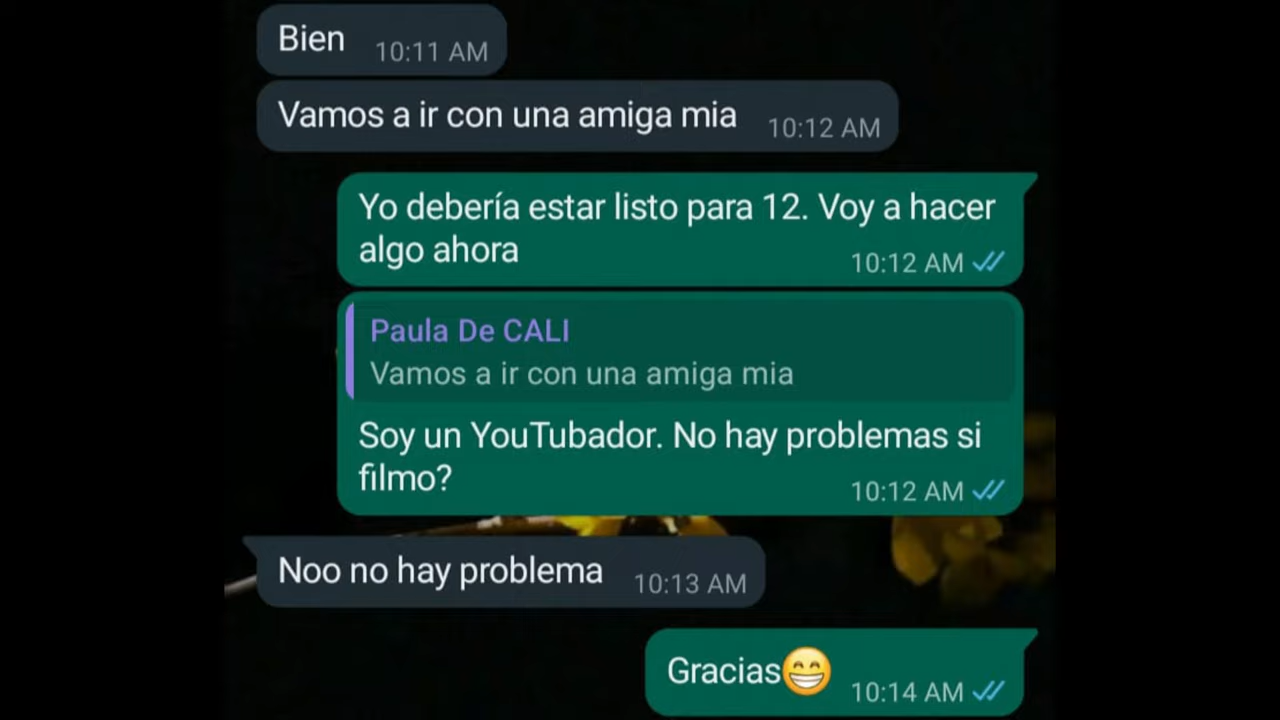 Bien 10:11 AM
Vamos a ir con una amiga mia 10:12 AM
Yo debería estar listo para 12. Voy a hacer
algo ahora 10:12 AM
Paula De CALI
Vamos a ir con una amiga mia
Soy un YouTubador. No hay problemas si
filmo? 10:12 AM
Noo no hay problema 10:13 AM
Gracias😁 10:14 AM